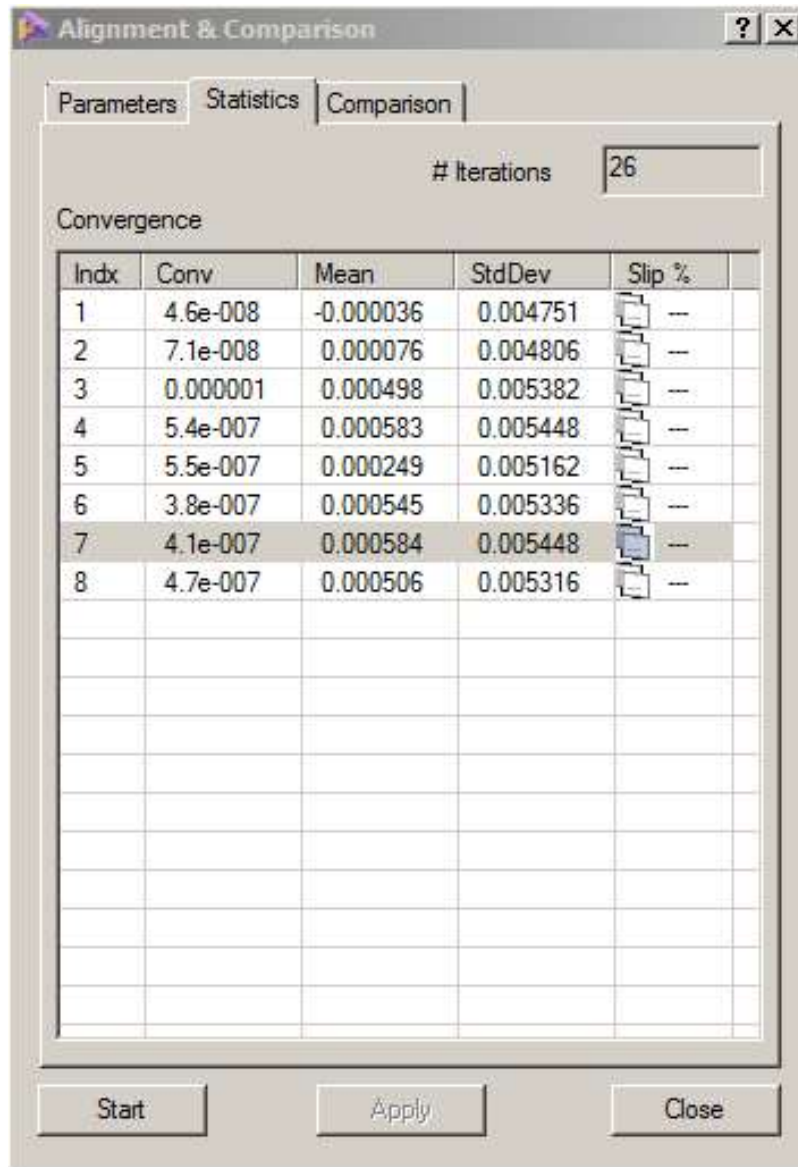 Alignment & Comparison
Parameters Statistics Comparison
# Iterations 26
Convergence
Indx Conv Mean StdDev Slip %
1 4.6e-008 -0.000036 0.004751 ---
2 7.1e-008 0.000076 0.004806 ---
3 0.000001 0.000498 0.005382 ---
4 5.4e-007 0.000583 0.005448 ---
5 5.5e-007 0.000249 0.005162 ---
6 3.8e-007 0.000545 0.005336 ---
7 4.1e-007 0.000584 0.005448 ---
8 4.7e-007 0.000506 0.005316 ---
Start Apply Close